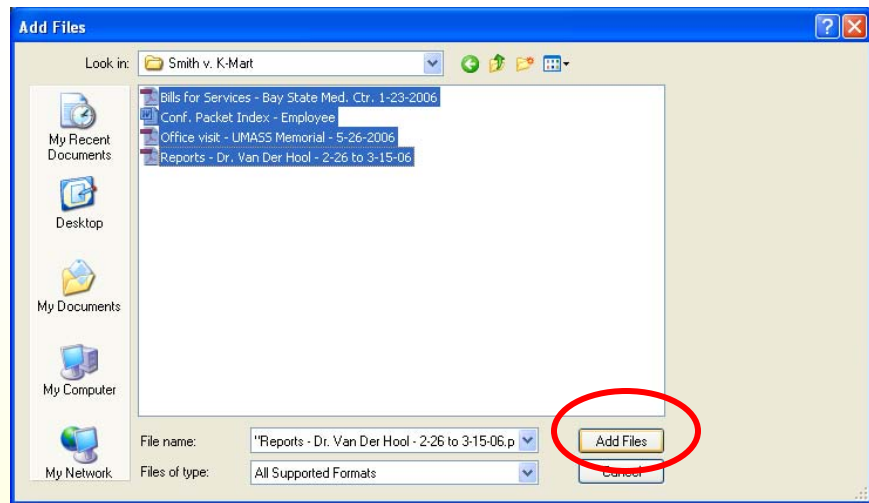 Add Files
Look in:
Smith v. K-Mart
Bills for Services - Bay State Med. Ctr. 1-23-2006
Conf. Packet Index - Employee
Office visit - UMASS Memorial - 5-26-2006
Reports - Dr. Van Der Hool - 2-26 to 3-15-06
My Recent
Documents
Desktop
My Documents
My Computer
My Network
File name:
"Reports - Dr. Van Der Hool - 2-26 to 3-15-06.p
Add Files
Files of type:
All Supported Formats
Cancel